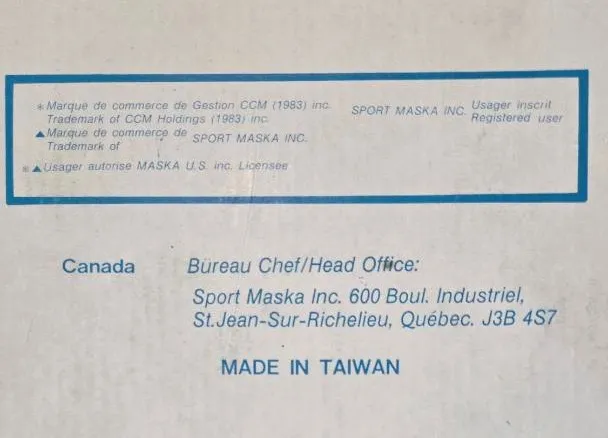 * Marque de commerce de Gestion CCM (1983) inc.
Trademark of CCM Holdings (1983) inc.
SPORT MASKA INC. Usager inscrit
Registered user
▲ Marque de commerce de SPORT MASKA INC.
Trademark of
* ▲ Usager autorise MASKA U.S. inc. Licensee
Canada Bureau Chef/Head Office:
Sport Maska Inc. 600 Boul. Industriel,
St.Jean-Sur-Richelieu, Québec. J3B 4S7
MADE IN TAIWAN